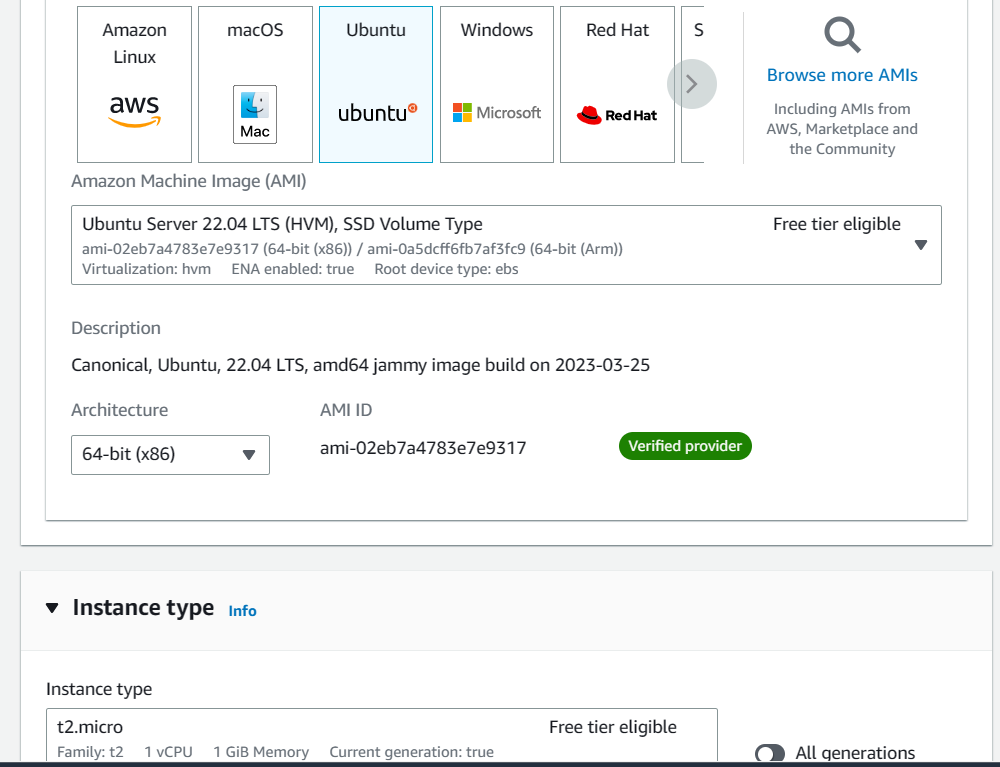 Amazon Linux
aws
macOS
Mac
Ubuntu
ubuntu
Windows
Microsoft
Red Hat
Red Hat
S
Browse more AMIs
Including AMIs from
AWS, Marketplace and
the Community
Amazon Machine Image (AMI)
Ubuntu Server 22.04 LTS (HVM), SSD Volume Type
Free tier eligible
ami-02eb7a4783e7e9317 (64-bit (x86)) / ami-0a5dcff6fb7af3fc9 (64-bit (Arm))
Virtualization: hvm ENA enabled: true Root device type: ebs
Description
Canonical, Ubuntu, 22.04 LTS, amd64 jammy image build on 2023-03-25
Architecture
AMI ID
64-bit (x86)
ami-02eb7a4783e7e9317
Verified provider
Instance type Info
Instance type
t2.micro
Free tier eligible
Family: t2 1 vCPU 1 GiB Memory Current generation: true
All generations